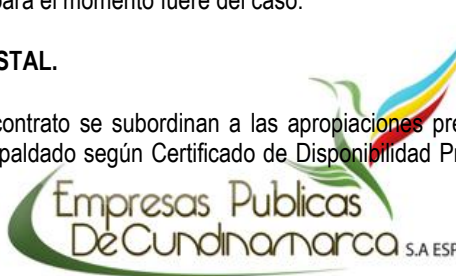 para el momento fuere del caso.
STAL.
contrato se subordinan a las apropiaciones pre
paldado según Certificado de Disponibilidad Pr
Empresas Publicas
De Cundinamarca S.A ESP